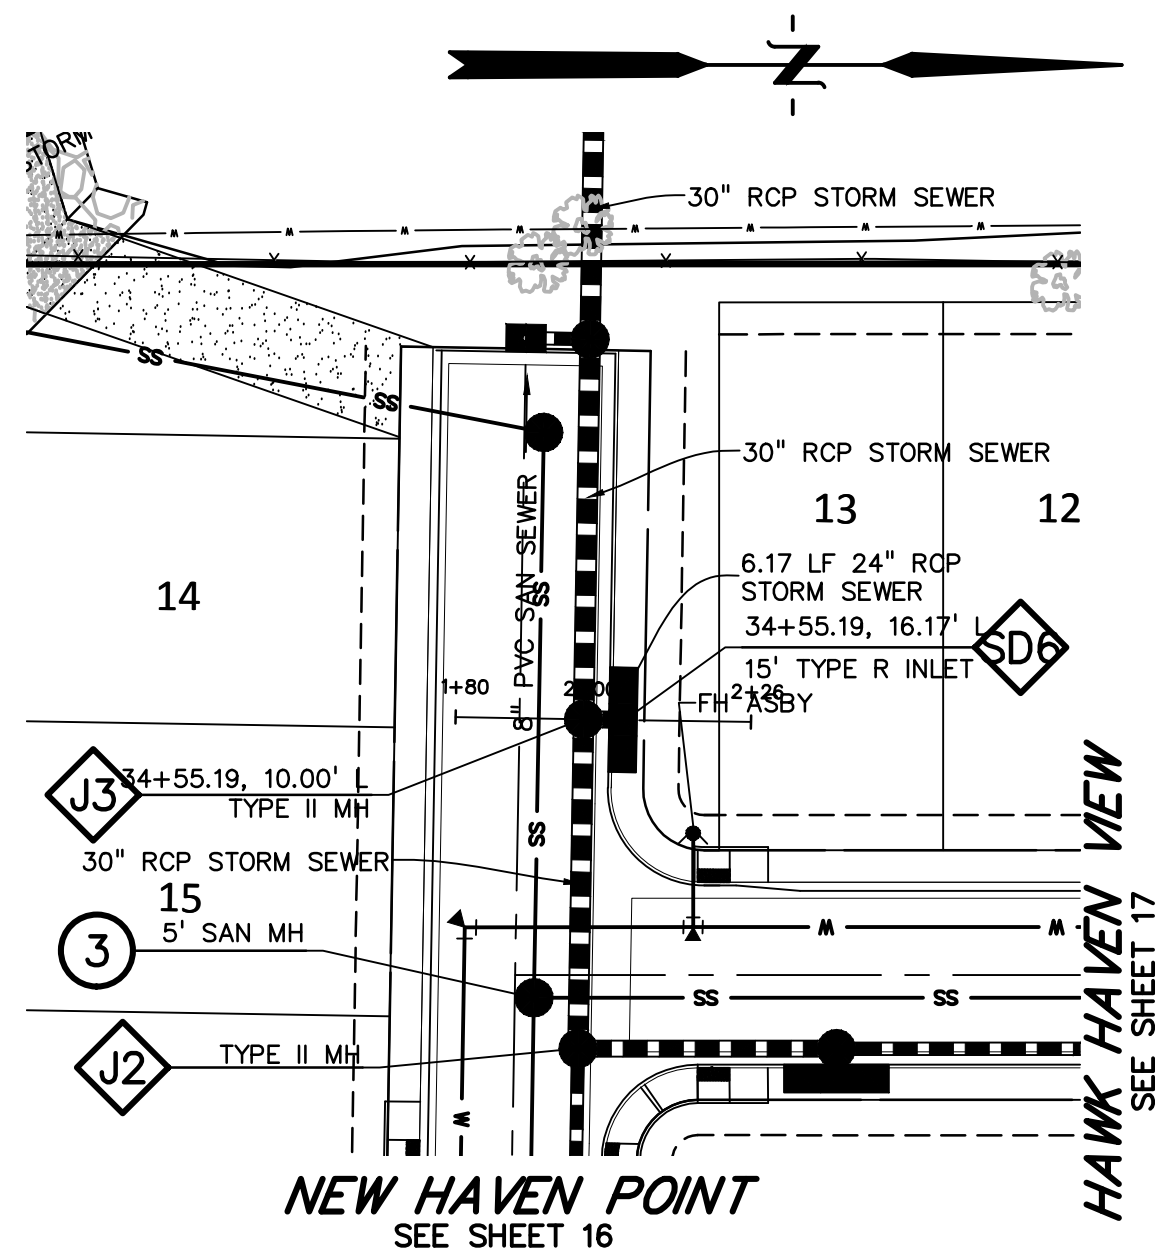 N
STORM
30" RCP STORM SEWER
W W W W W W W W W
SS
SS
30" RCP STORM SEWER
13
12
8" PVC SAN SEWER
6.17 LF 24" RCP
STORM SEWER
14
SS
34+55.19, 16.17' L
SD6
15' TYPE R INLET
1+80
2+26
FH ASBY
J3
34+55.19, 10.00' L
TYPE II MH
30" RCP STORM SEWER
SS
15
5' SAN MH
3
W W
SS SS
J2
TYPE II MH
W
HAWK HAVEN VIEW
SEE SHEET 17
NEW HAVEN POINT
SEE SHEET 16